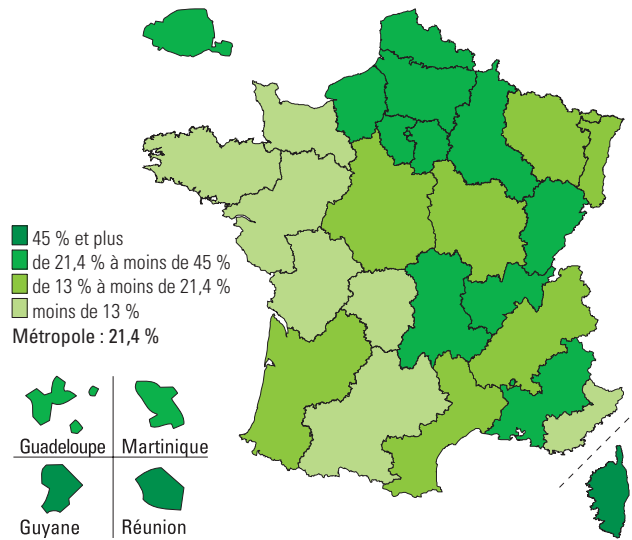 45 % et plus
de 21,4 % à moins de 45 %
de 13 % à moins de 21,4 %
moins de 13 %
Métropole : 21,4 %
Guadeloupe
Martinique
Guyane
Réunion